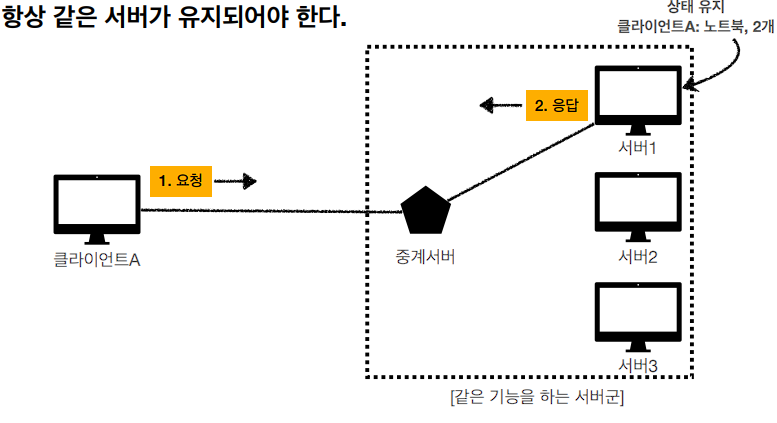 항상 같은 서버가 유지되어야 한다.
상태 유지
클라이언트A: 노트북, 2개
2. 응답
서버1
1. 요청
클라이언트A
중계서버
서버2
서버3
[같은 기능을 하는 서버군]